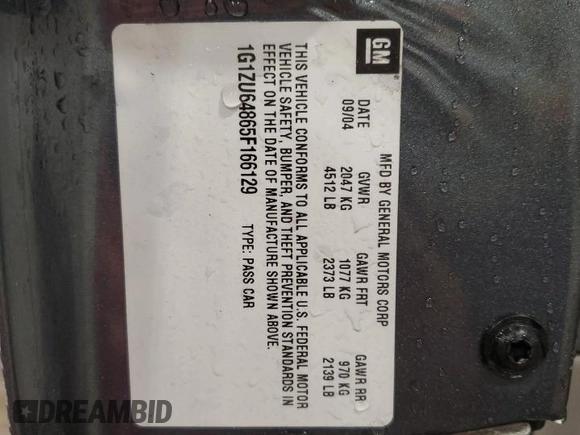 GM
MFD BY GENERAL MOTORS CORP
DATE GVWR GAWR FRT GAWR RR
09/04 2047 KG 1077 KG 970 KG
4512 LB 2373 LB 2139 LB
THIS VEHICLE CONFORMS TO ALL APPLICABLE U.S. FEDERAL MOTOR
VEHICLE SAFETY, BUMPER, AND THEFT PREVENTION STANDARDS IN
EFFECT ON THE DATE OF MANUFACTURE SHOWN ABOVE.
1G1ZU64865F166129 TYPE: PASS CAR
DREAMBID